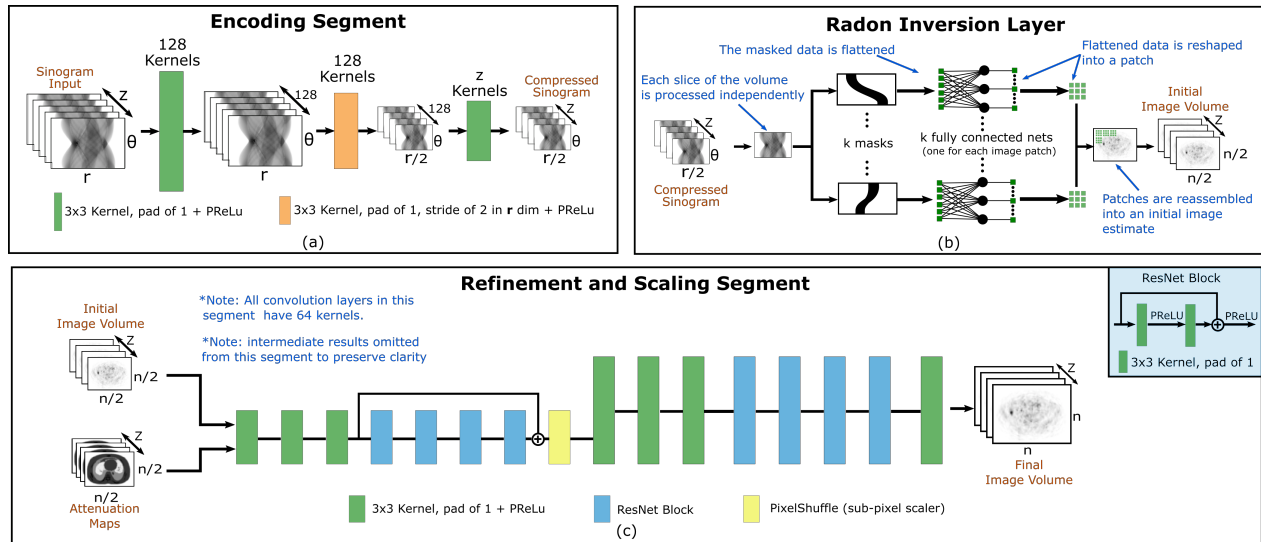 Encoding Segment
128
Kernels
Sinogram
Input
Z
θ
r
128
θ
r
128
Kernels
128
θ
r/2
z
Kernels
Compressed
Sinogram
Z
θ
r/2
3x3 Kernel, pad of 1 + PReLu
3x3 Kernel, pad of 1, stride of 2 in r dim + PReLu
(a)
Radon Inversion Layer
The masked data is flattened
Flattened data is reshaped
into a patch
Each slice of the volume
is processed independently
Z
θ
r/2
Compressed
Sinogram
k masks
k fully connected nets
(one for each image patch)
Initial
Image Volume
Z
n/2
n/2
Patches are reassembled
into an initial image
estimate
(b)
Refinement and Scaling Segment
*Note: All convolution layers in this
segment have 64 kernels.
*Note: intermediate results omitted
from this segment to preserve clarity
Initial
Image Volume
Z
n/2
n/2
Z
n/2
n/2
Attenuation
Maps
Z
n
n
Final
Image Volume
3x3 Kernel, pad of 1 + PReLu
ResNet Block
PixelShuffle (sub-pixel scaler)
(c)
ResNet Block
PReLU
PReLU
3x3 Kernel, pad of 1